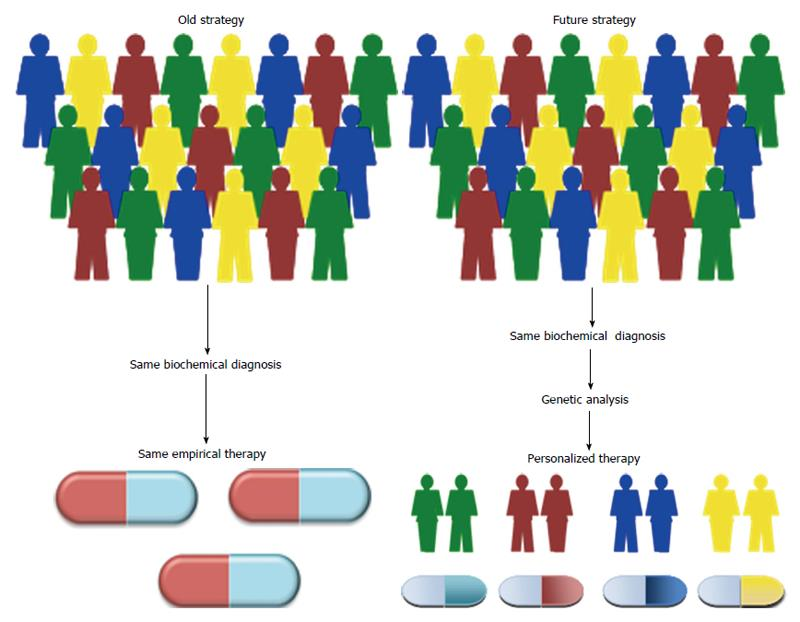 Old strategy
Future strategy
Same biochemical diagnosis
Same empirical therapy
Same biochemical diagnosis
Genetic analysis
Personalized therapy